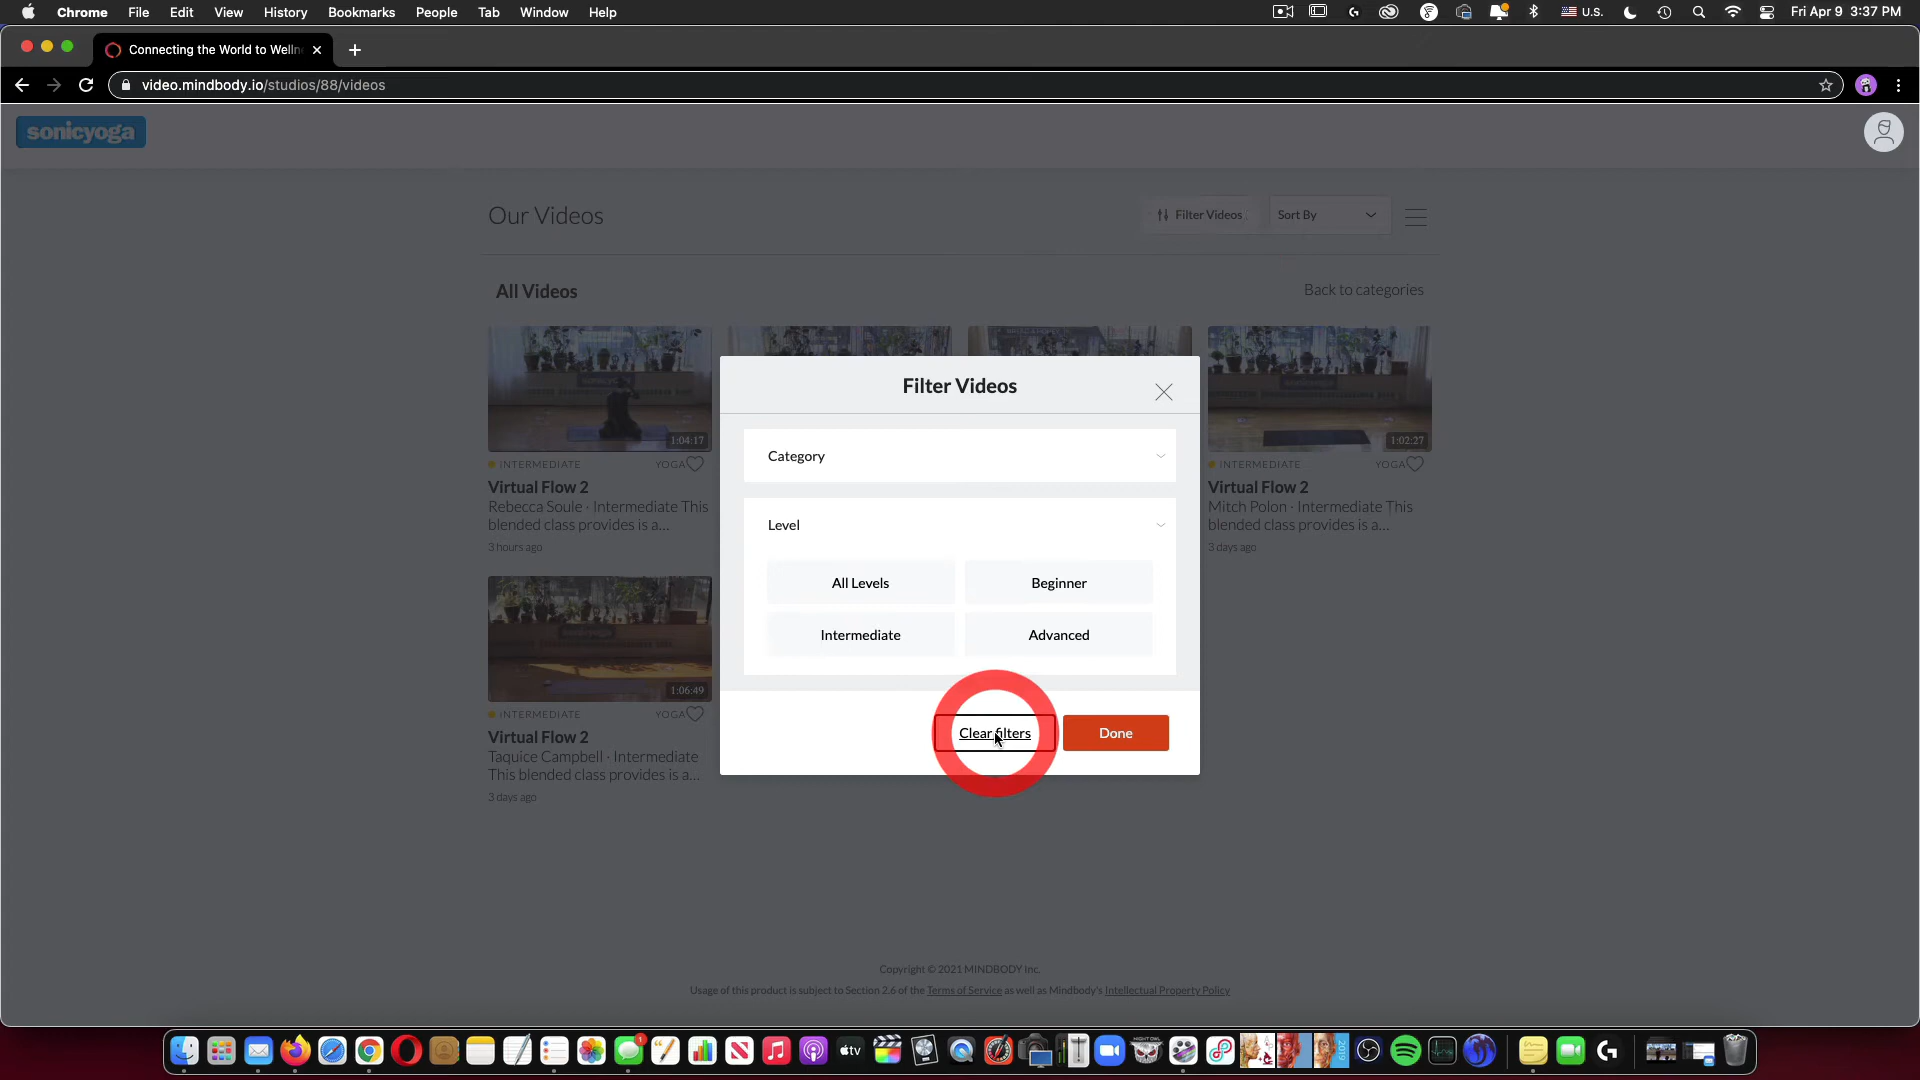 Chrome File Edit View History Bookmarks People Tab Window Help U.S. Fri Apr 9 3:37 PM
Connecting the World to Welln
video.mindbody.io/studios/88/videos
sonicyoga
Our Videos
Filter Videos
Sort By
All Videos
Back to categories
Filter Videos
Category
Level
All Levels
Beginner
Intermediate
Advanced
Clear filters
Done
1:04:17
INTERMEDIATE YOGA
Virtual Flow 2
Rebecca Soule · Intermediate This
blended class provides is a...
3 hours ago
1:02:27
INTERMEDIATE YOGA
Virtual Flow 2
Mitch Polon · Intermediate This
blended class provides is a...
3 days ago
1:06:49
INTERMEDIATE YOGA
Virtual Flow 2
Taquice Campbell · Intermediate
This blended class provides is a...
3 days ago
Copyright © 2021 MINDBODY Inc.
Usage of this product is subject to Section 2.6 of the Terms of Service as well as Mindbody's Intellectual Property Policy
1
tv